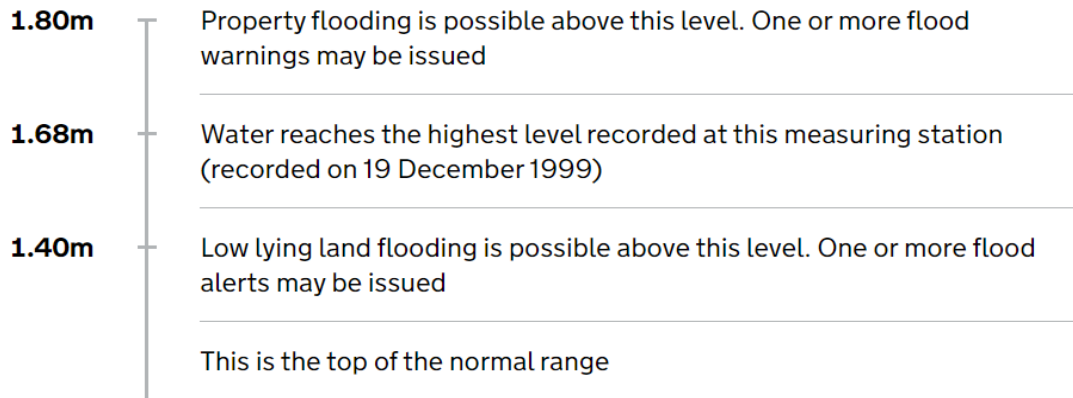 1.80m Property flooding is possible above this level. One or more flood
warnings may be issued
1.68m Water reaches the highest level recorded at this measuring station
(recorded on 19 December 1999)
1.40m Low lying land flooding is possible above this level. One or more flood
alerts may be issued
This is the top of the normal range